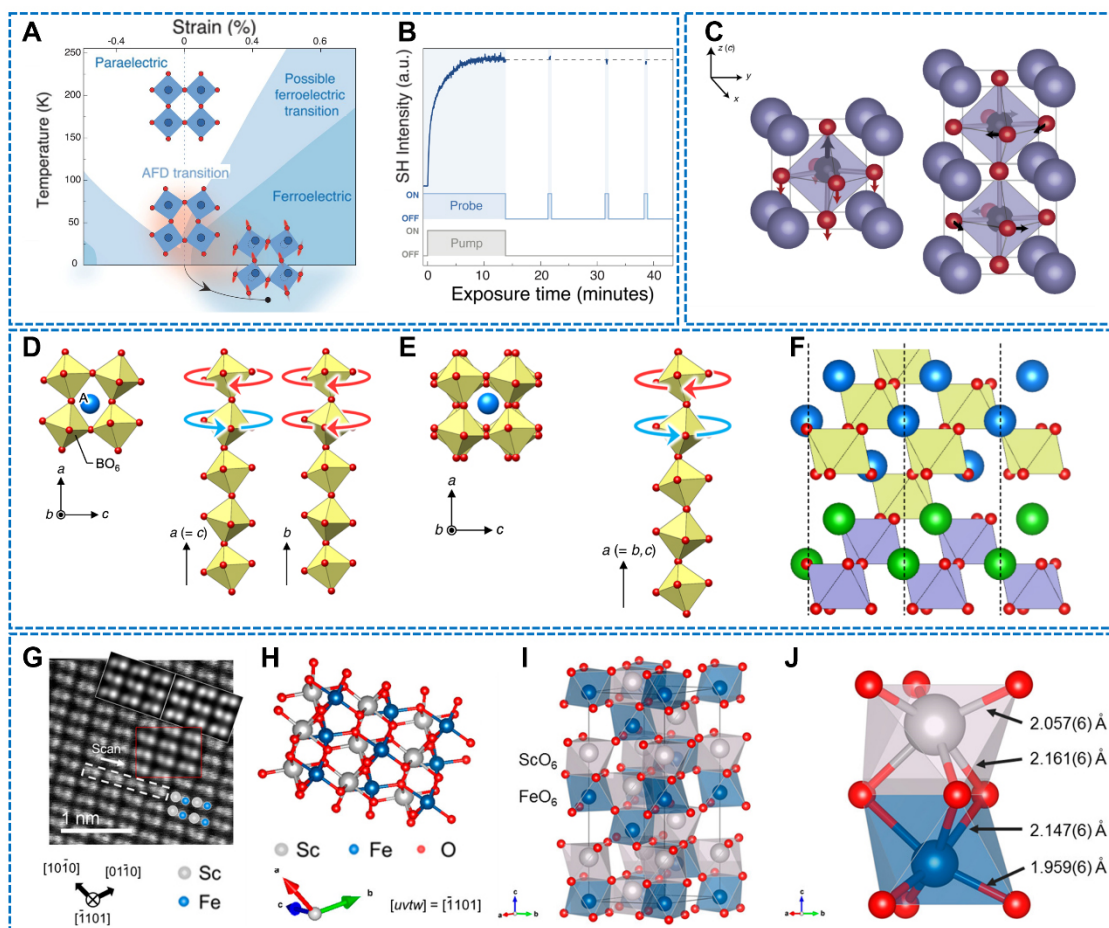 A
Strain (%)
-0.4 0 0.4
250
200
150
100
50
0
Temperature (K)
Paraelectric
Possible
ferroelectric
transition
AFD transition
Ferroelectric
B
SH Intensity (a.u.)
ON
Probe
OFF
ON
Pump
OFF
0 10 20 30 40
Exposure time (minutes)
C
z (c)
y
x
D
A
BO6
a
b
c
a (= c)
b
E
a
b
c
a (= b,c)
F
G
Scan
1 nm
[101̄0]
[011̄0]
[1̄101]
Sc
Fe
H
Sc
Fe
O
a
c
b
[uvtw] = [1̄101]
I
ScO6
FeO6
c
a
b
J
2.057(6) Å
2.161(6) Å
2.147(6) Å
1.959(6) Å
c
a
b